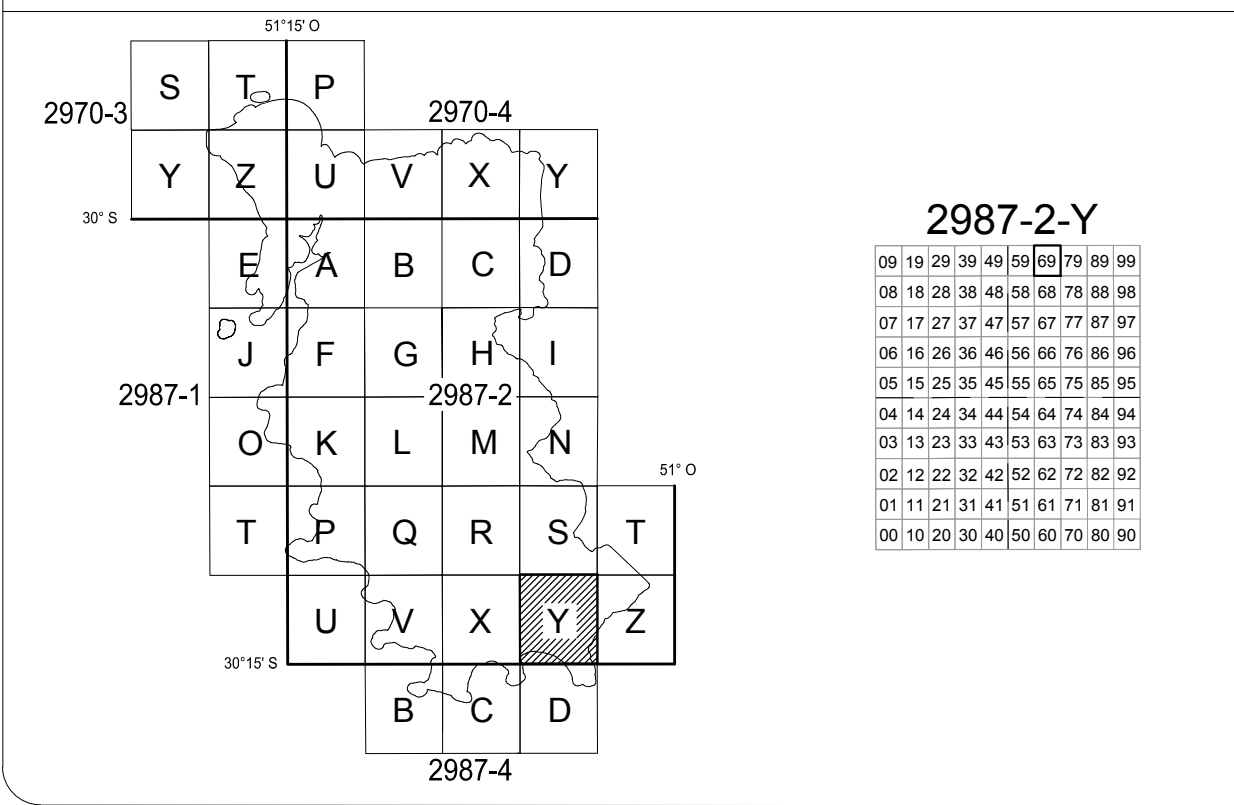 51°15' O
S T P
2970-3 2970-4
Y Z U V X Y
30° S
E A B C D
J F G H I
2987-1 2987-2
O K L M N
51° O
T P Q R S T
U V X Y Z
30°15' S
B C D
2987-4
2987-2-Y
09 19 29 39 49 59 69 79 89 99
08 18 28 38 48 58 68 78 88 98
07 17 27 37 47 57 67 77 87 97
06 16 26 36 46 56 66 76 86 96
05 15 25 35 45 55 65 75 85 95
04 14 24 34 44 54 64 74 84 94
03 13 23 33 43 53 63 73 83 93
02 12 22 32 42 52 62 72 82 92
01 11 21 31 41 51 61 71 81 91
00 10 20 30 40 50 60 70 80 90